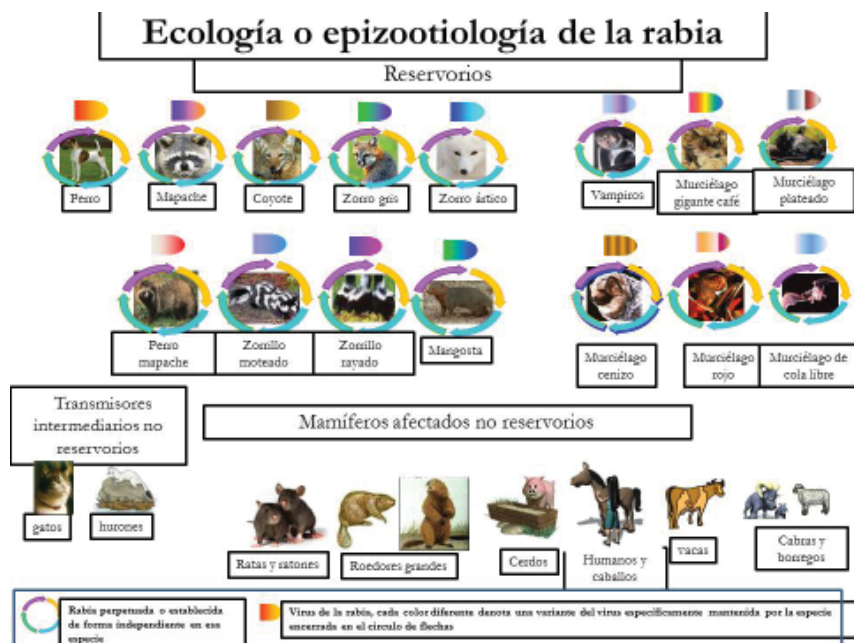 Ecología o epizootiología de la rabia
Reservorios
Perro
Mapache
Coyote
Zorro gris
Zorro ártico
Vampiros
Murciélago
gigante café
Murciélago
plateado
Perro
mapache
Zorrillo
moteado
Zorrillo
rayado
Mangosta
Murciélago
cenizo
Murciélago
rojo
Murciélago de
cola libre
Transmisores
intermediarios no
reservorios
Mamíferos afectados no reservorios
gatos
hurones
Ratas y ratones
Roedores grandes
Cerdos
Humanos y
caballos
vacas
Cabras y
borregos
Rabia perpetuada o establecida
de forma independiente en esa
especie
Virus de la rabia, cada color diferente denota una variante del virus específicamente mantenida por la especie
encerrada en el círculo de flechas